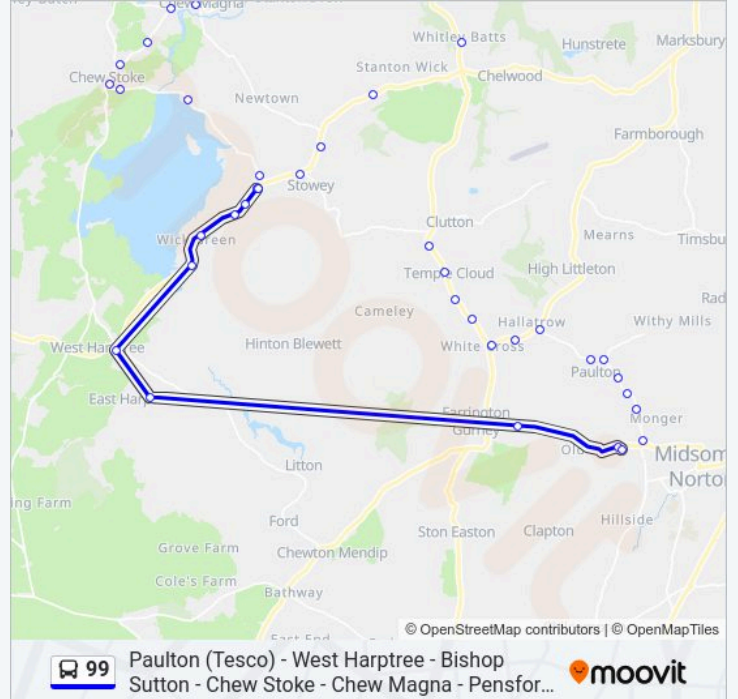 Chew Magna
Whitley Batts
Hunstrete
Marksbury
Stanton Wick
Chew Stoke
Chelwood
Newtown
Farmborough
Stowey
Clutton
Mearns
Timsbu
Temple Cloud
High Littleton
Rad
Cameley
Hallatrow
Withy Mills
West Harptree
Hinton Blewett
White Cross
Paulton
East Harp
Farrington
Gurney
Monger
Midsom
Norton
Litton
ing Farm
Hillside
Ford
Ston Easton
Clapton
Grove Farm
Chewton Mendip
Cole's Farm
Bathway
© OpenStreetMap contributors | © OpenMapTiles
99
Paulton (Tesco) - West Harptree - Bishop
Sutton - Chew Stoke - Chew Magna - Pensfor...
moovit